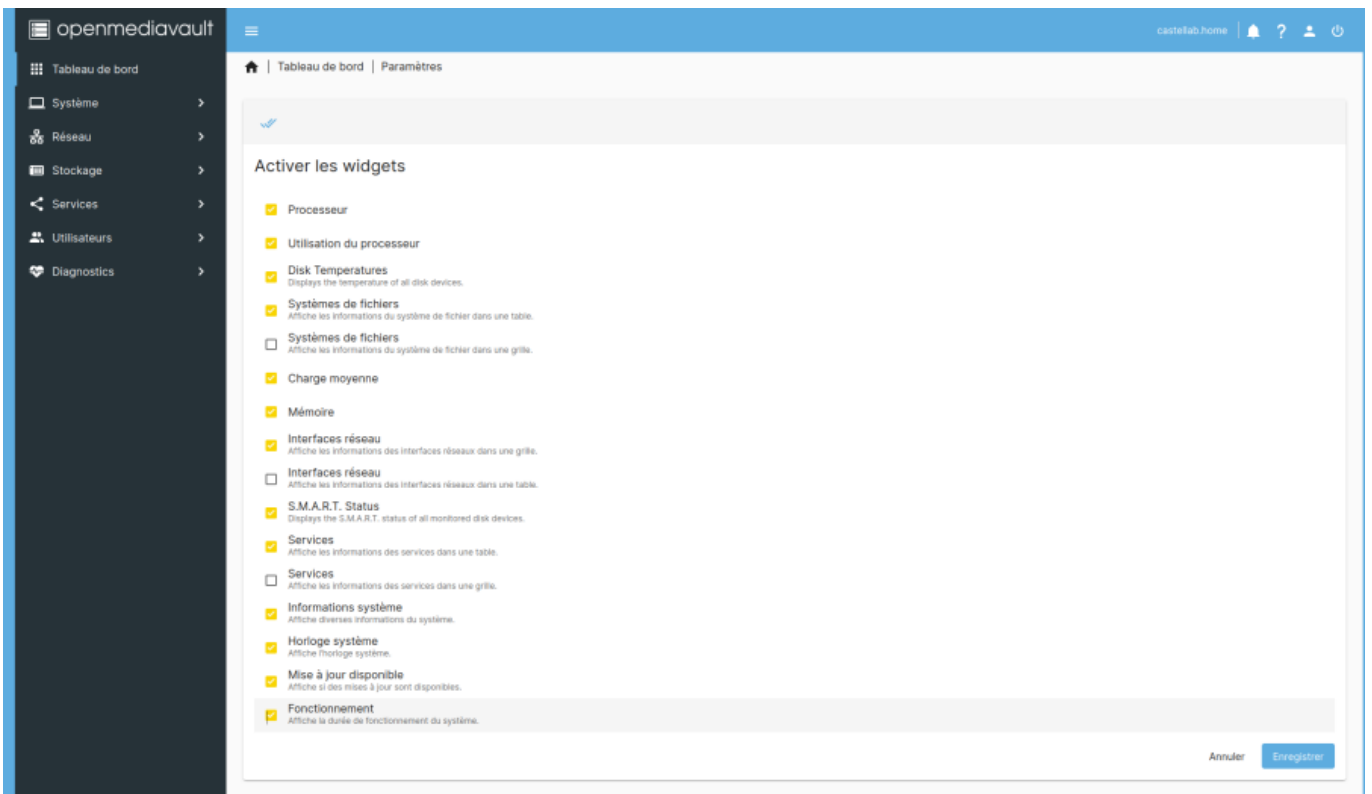 openmediavault
castellab.home
?
Tableau de bord
Système
Réseau
Stockage
Services
Utilisateurs
Diagnostics
| Tableau de bord | Paramètres
Activer les widgets
Processeur
Utilisation du processeur
Disk Temperatures
Displays the temperature of all disk devices.
Systèmes de fichiers
Affiche les informations du système de fichier dans une table.
Systèmes de fichiers
Affiche les informations du système de fichier dans une grille.
Charge moyenne
Mémoire
Interfaces réseau
Affiche les informations des interfaces réseaux dans une grille.
Interfaces réseau
Affiche les informations des interfaces réseaux dans une table.
S.M.A.R.T. Status
Displays the S.M.A.R.T. status of all monitored disk devices.
Services
Affiche les informations des services dans une table.
Services
Affiche les informations des services dans une grille.
Informations système
Affiche diverses informations du système.
Horloge système
Affiche l'horloge système.
Mise à jour disponible
Affiche si des mises à jour sont disponibles.
Fonctionnement
Affiche la durée de fonctionnement du système.
Annuler
Enregistrer